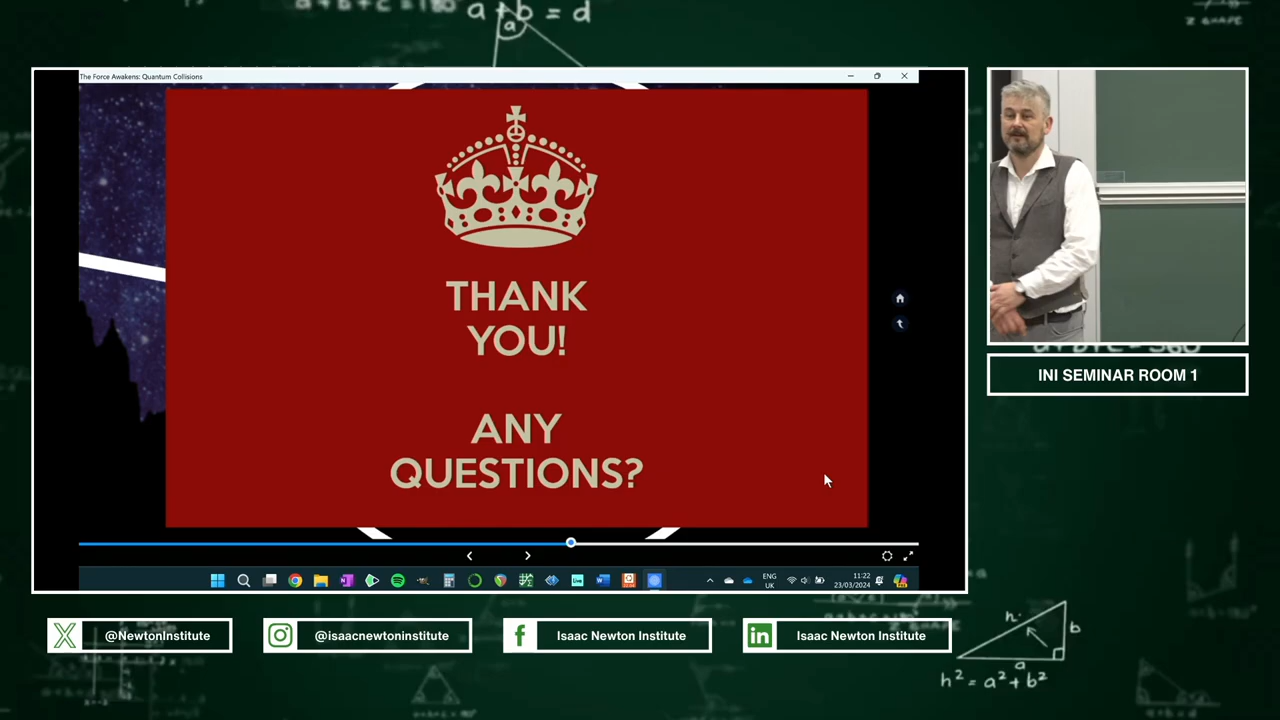 a + b = d
a
Z SHAPE
The Force Awakens: Quantum Collisions
THANK
YOU!
ANY
QUESTIONS?
ENG
UK
11:22
23/03/2024
INI SEMINAR ROOM 1
@NewtonInstitute
@isaacnewtoninstitute
Isaac Newton Institute
Isaac Newton Institute
h
b
a
h² = a² + b²